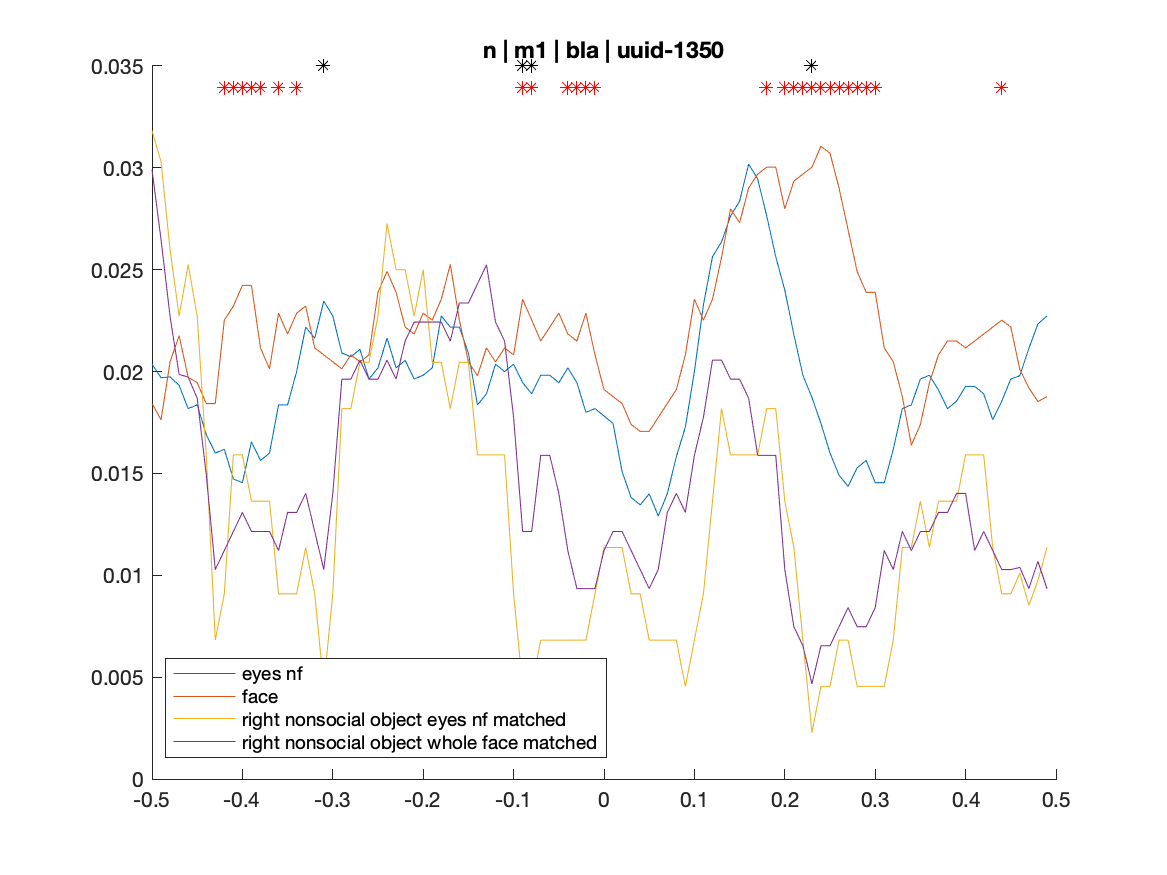 n | m1 | bla | uuid-1350
0.035
0.03
0.025
0.02
0.015
0.01
0.005
0
eyes nf
face
right nonsocial object eyes nf matched
right nonsocial object whole face matched
-0.5 -0.4 -0.3 -0.2 -0.1 0 0.1 0.2 0.3 0.4 0.5